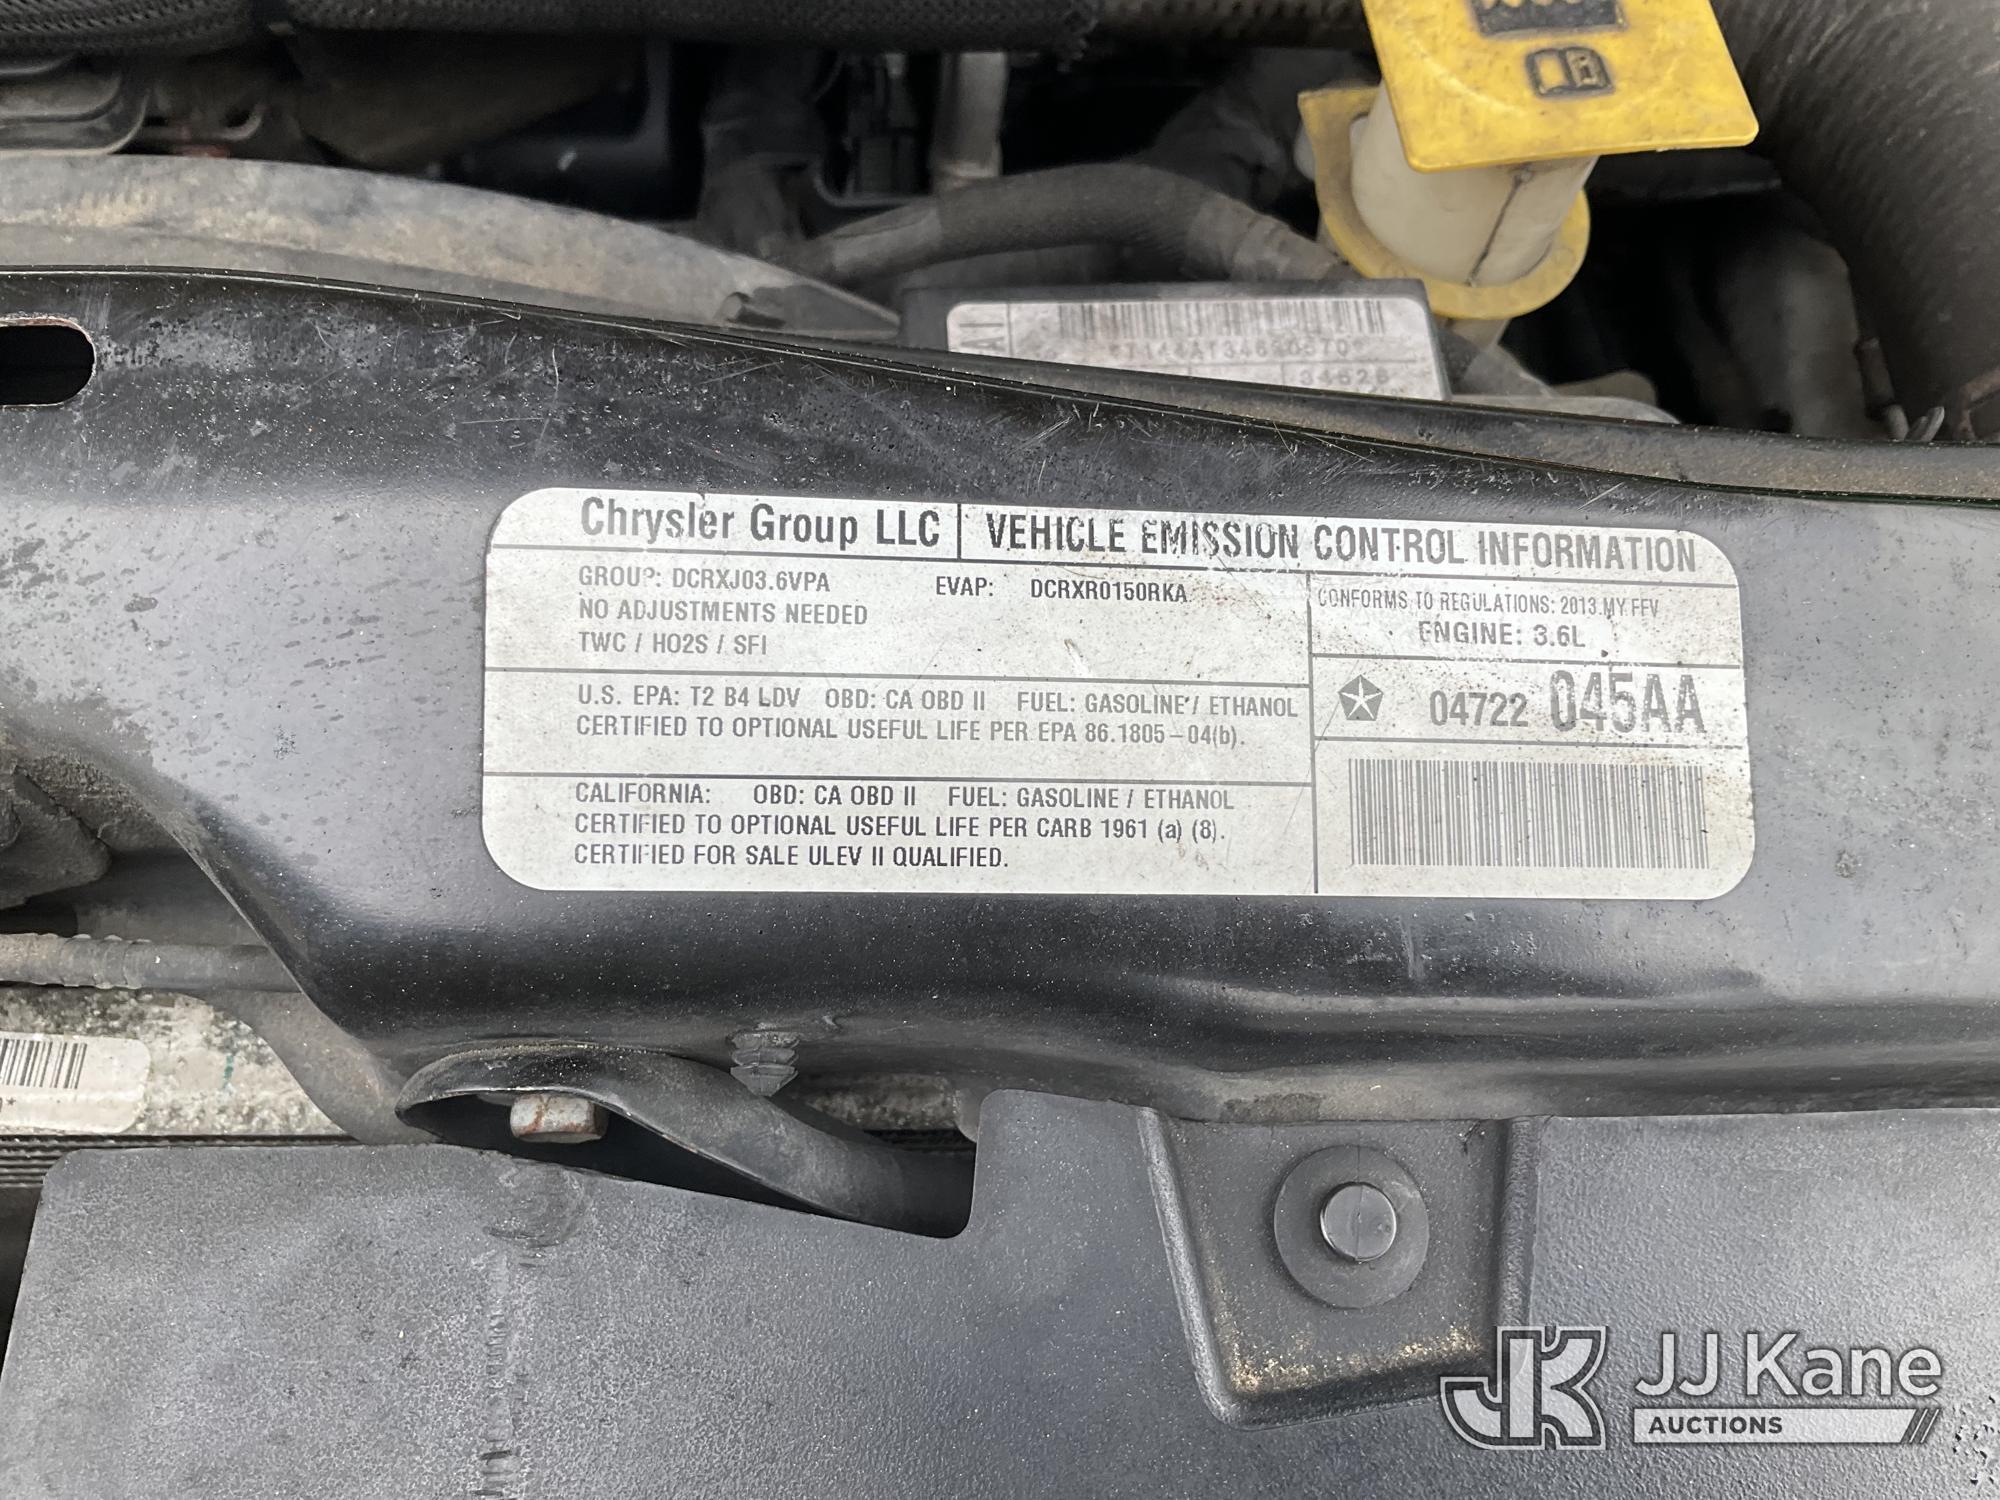 Chrysler Group LLC | VEHICLE EMISSION CONTROL INFORMATION
GROUP: DCRXJ03.6VPA EVAP: DCRXR0150RKA
NO ADJUSTMENTS NEEDED
TWC / HO2S / SFI
CONFORMS TO REGULATIONS: 2013 MY FFV
ENGINE: 3.6L
U.S. EPA: T2 B4 LDV OBD: CA OBD II FUEL: GASOLINE / ETHANOL
CERTIFIED TO OPTIONAL USEFUL LIFE PER EPA 86.1805-04(b).
04722 045AA
CALIFORNIA: OBD: CA OBD II FUEL: GASOLINE / ETHANOL
CERTIFIED TO OPTIONAL USEFUL LIFE PER CARB 1961 (a) (8).
CERTIFIED FOR SALE ULEV II QUALIFIED.
JK JJ Kane
AUCTIONS